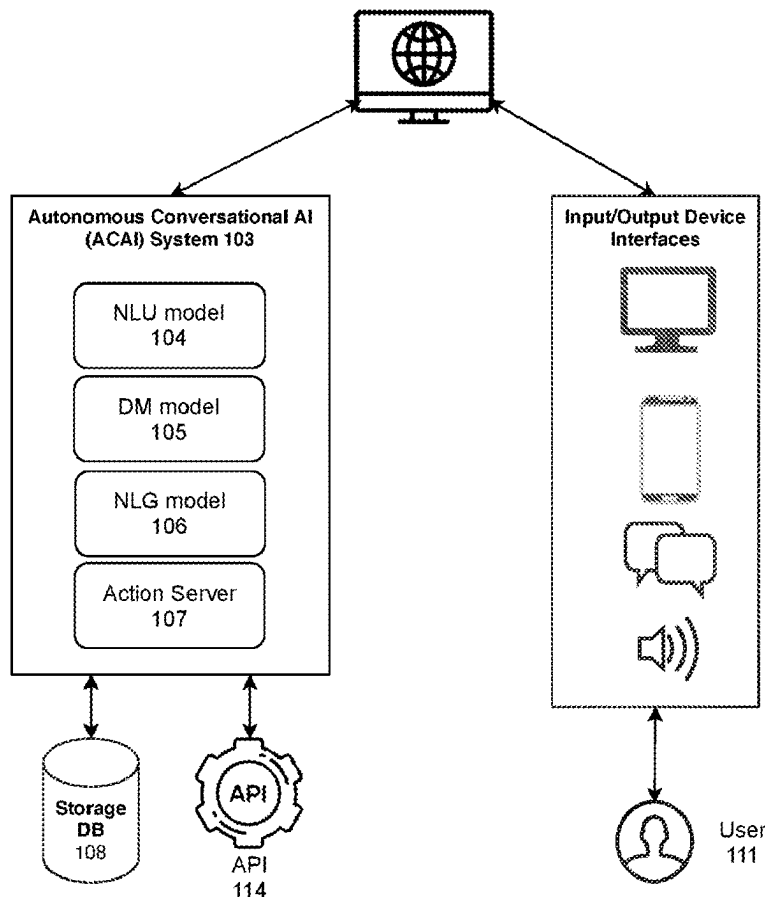 Autonomous Conversational AI
(ACAI) System 103
NLU model
104
DM model
105
NLG model
106
Action Server
107
Storage
DB
108
API
API
114
Input/Output Device
Interfaces
User
111